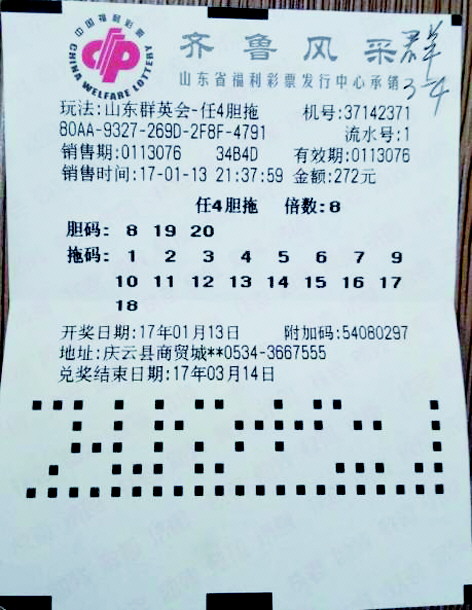 中国福利彩票
CHINA WELFARE LOTTERY
齐鲁风采
群
3-4
山东省福利彩票发行中心承销
玩法:山东群英会-任4胆拖 机号:37142371
80AA-9327-269D-2F8F-4791 流水号:1
销售期:0113076 34B4D 有效期:0113076
销售时间:17-01-13 21:37:59 金额:272元
任4胆拖 倍数:8
胆码: 8 19 20
拖码: 1 2 3 4 5 6 7 9
10 11 12 13 14 15 16 17
18
开奖日期:17年01月13日 附加码:54080297
地址:庆云县商贸城**0534-3667555
兑奖结束日期:17年03月14日